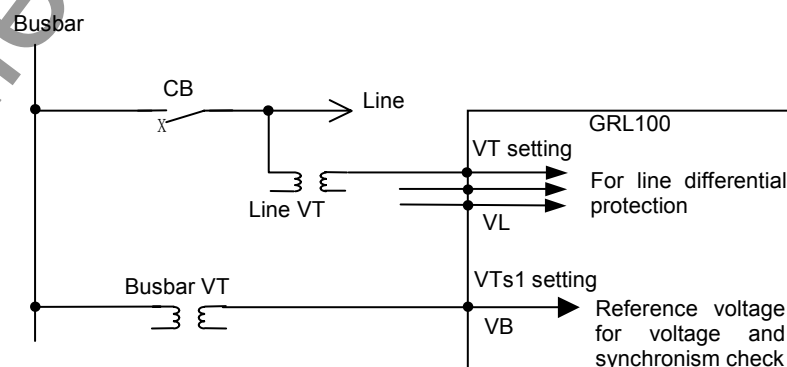 Busbar
CB
X
Line
GRL100
VT setting
For line differential
protection
Line VT
VL
Busbar VT
VTs1 setting
VB
Reference voltage
for voltage and
synchronism check